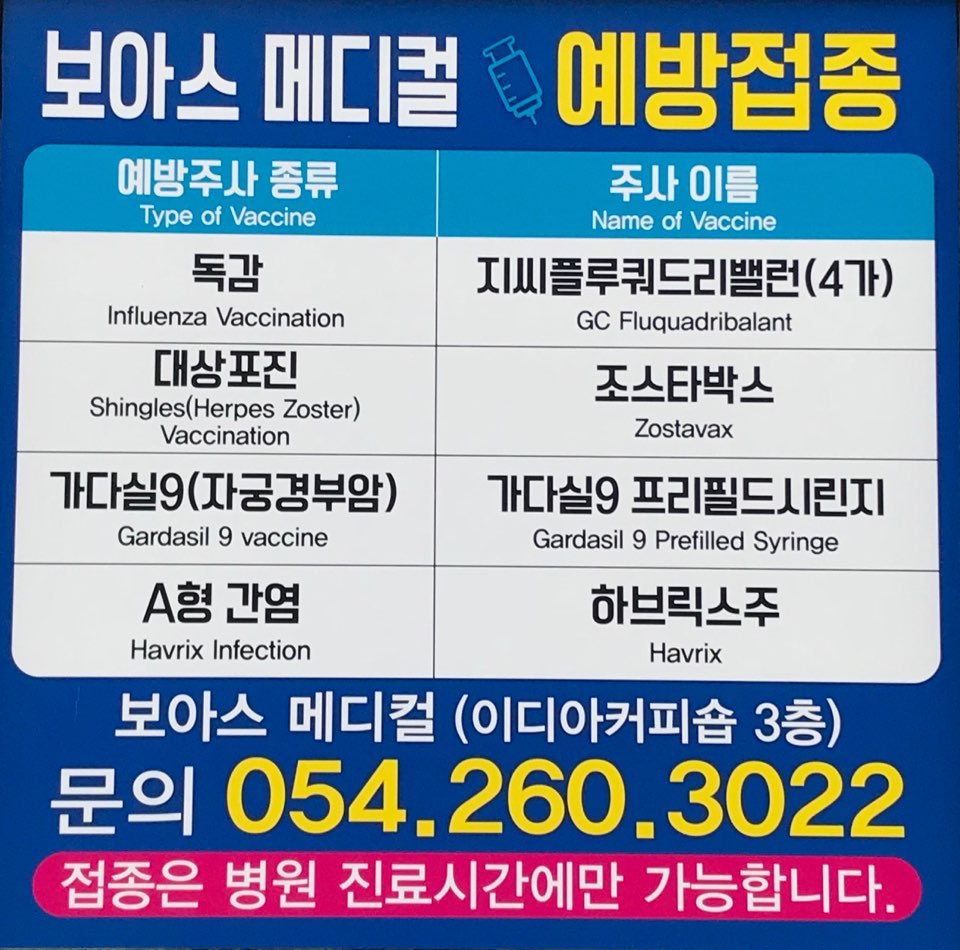 보아스 메디컬 예방접종
예방주사 종류 주사 이름
Type of Vaccine Name of Vaccine
독감 지씨플루쿼드리밸런(4가)
Influenza Vaccination GC Fluquadribalant
대상포진 조스타박스
Shingles(Herpes Zoster) Zostavax
Vaccination
가다실9(자궁경부암) 가다실9 프리필드시린지
Gardasil 9 vaccine Gardasil 9 Prefilled Syringe
A형 간염 하브릭스주
Havrix Infection Havrix
보아스 메디컬 (이디아커피숍 3층)
문의 054.260.3022
접종은 병원 진료시간에만 가능합니다.